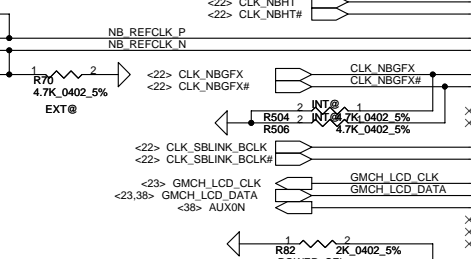 <22> CLK_NBHT
<22> CLK_NBHT#
NB_REFCLK_P
NB_REFCLK_N
1 2
R70
4.7K_0402_5%
EXT@
<22> CLK_NBGFX CLK_NBGFX
<22> CLK_NBGFX# CLK_NBGFX#
2 INT@ 1
R504 4.7K_0402_5%
2 INT@ 1
R506 4.7K_0402_5%
<22> CLK_SBLINK_BCLK
<22> CLK_SBLINK_BCLK#
<23> GMCH_LCD_CLK GMCH_LCD_CLK
<23,38> GMCH_LCD_DATA GMCH_LCD_DATA
<38> AUX0N
1 2
R82 2K_0402_5%